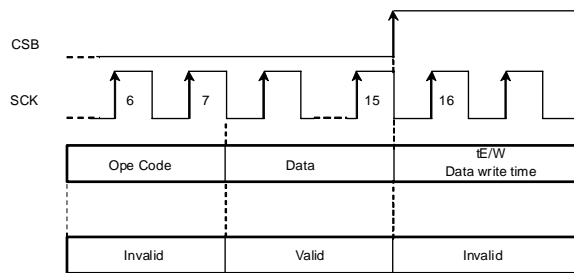 CSB
SCK
6
7
15
16
Ope Code
Data
tE/W
Data write time
Invalid
Valid
Invalid